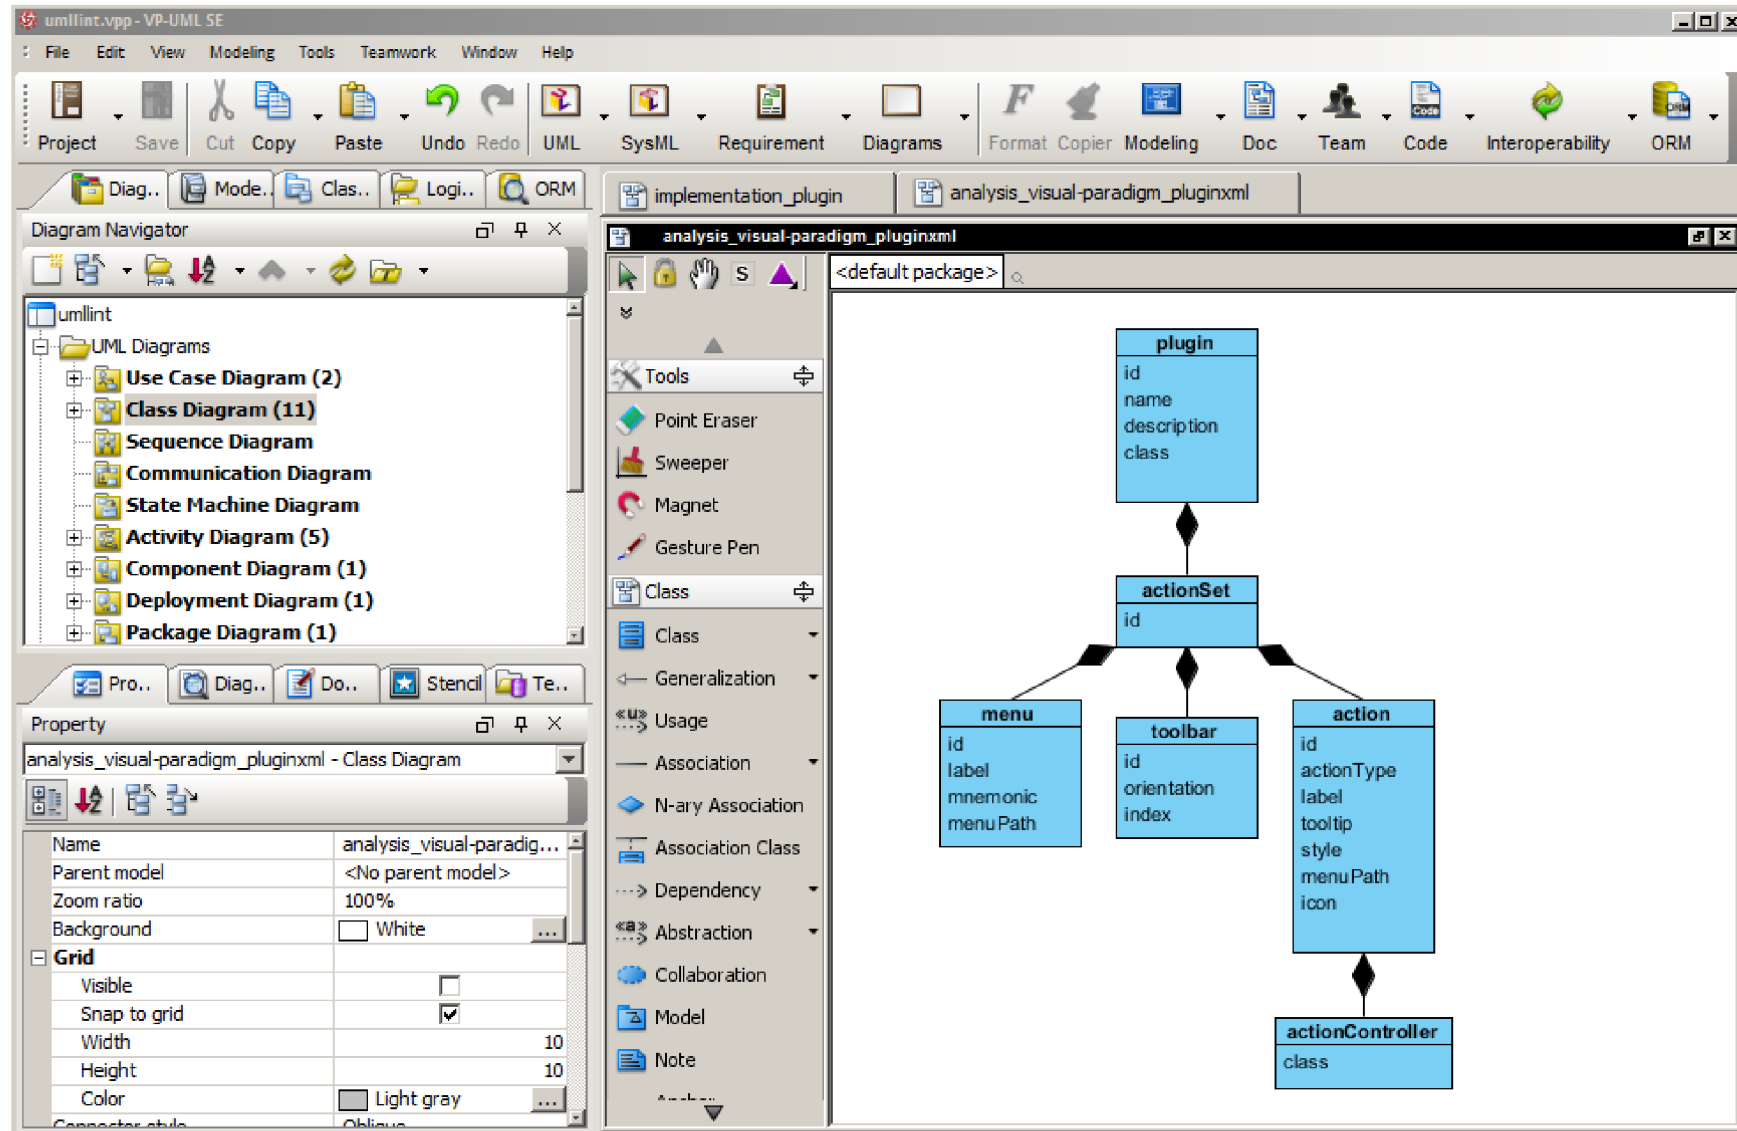 umllint.vpp - VP-UML SE
File Edit View Modeling Tools Teamwork Window Help
Project Save Cut Copy Paste Undo Redo UML SysML Requirement Diagrams Format Copier Modeling Doc Team Code Interoperability ORM
Diag.. Mode.. Clas.. Logi.. ORM
implementation_plugin analysis_visual-paradigm_pluginxml
Diagram Navigator
umllint
UML Diagrams
Use Case Diagram (2)
Class Diagram (11)
Sequence Diagram
Communication Diagram
State Machine Diagram
Activity Diagram (5)
Component Diagram (1)
Deployment Diagram (1)
Package Diagram (1)
Pro.. Diag.. Do.. Stencil Te..
Property
analysis_visual-paradigm_pluginxml - Class Diagram
Name analysis_visual-paradig...
Parent model <No parent model>
Zoom ratio 100%
Background White ...
Grid
Visible
Snap to grid
Width 10
Height 10
Color Light gray ...
Connector style Oblique
analysis_visual-paradigm_pluginxml
S
<default package>
Tools
Point Eraser
Sweeper
Magnet
Gesture Pen
Class
Class
Generalization
«u» Usage
Association
N-ary Association
Association Class
Dependency
«a» Abstraction
Collaboration
Model
Note
Anchor
plugin
id
name
description
class
actionSet
id
menu
id
label
mnemonic
menuPath
toolbar
id
orientation
index
action
id
actionType
label
tooltip
style
menuPath
icon
actionController
class